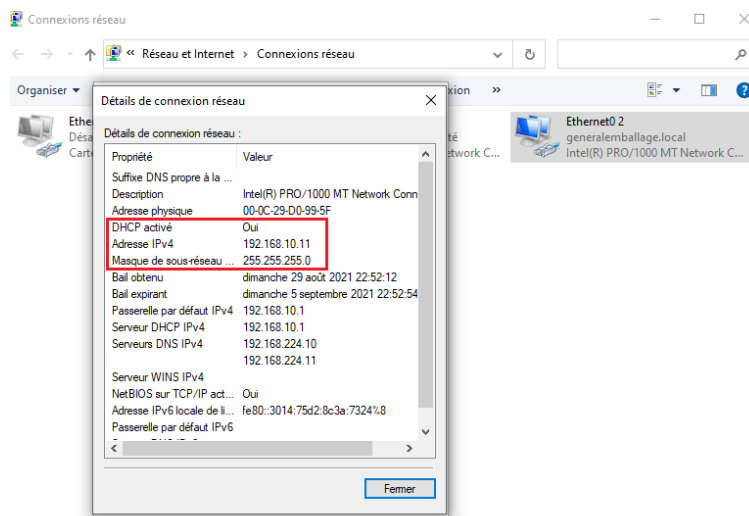 Connexions réseau
« Réseau et Internet > Connexions réseau
Organiser
xion »
Ethe
Désa
Carte
té
etwork C...
Ethernet0 2
generalemballage.local
Intel(R) PRO/1000 MT Network C...
Détails de connexion réseau
Détails de connexion réseau :
Propriété Valeur
Suffixe DNS propre à la ...
Description Intel(R) PRO/1000 MT Network Conn
Adresse physique 00-0C-29-D0-99-5F
DHCP activé Oui
Adresse IPv4 192.168.10.11
Masque de sous-réseau ... 255.255.255.0
Bail obtenu dimanche 29 août 2021 22:52:12
Bail expirant dimanche 5 septembre 2021 22:52:54
Passerelle par défaut IPv4 192.168.10.1
Serveur DHCP IPv4 192.168.10.1
Serveurs DNS IPv4 192.168.224.10
192.168.224.11
Serveur WINS IPv4
NetBIOS sur TCP/IP act... Oui
Adresse IPv6 locale de li... fe80::3014:75d2:8c3a:7324%8
Passerelle par défaut IPv6
Fermer